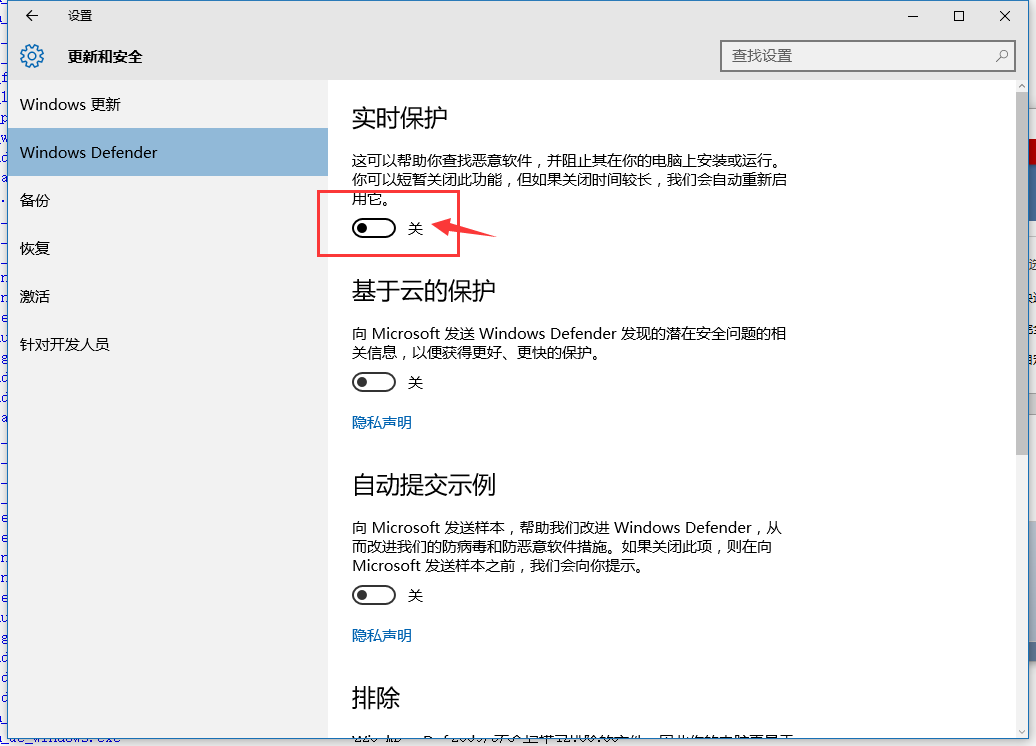 设置
更新和安全
查找设置
Windows 更新
Windows Defender
备份
恢复
激活
针对开发人员
实时保护
这可以帮助你查找恶意软件，并阻止其在你的电脑上安装或运行。
你可以短暂关闭此功能，但如果关闭时间较长，我们会自动重新启
用它。
关
基于云的保护
向 Microsoft 发送 Windows Defender 发现的潜在安全问题的相
关信息，以便获得更好、更快的保护。
关
隐私声明
自动提交示例
向 Microsoft 发送样本，帮助我们改进 Windows Defender，从
而改进我们的防病毒和防恶意软件措施。如果关闭此项，则在向
Microsoft 发送样本之前，我们会向你提示。
关
隐私声明
排除